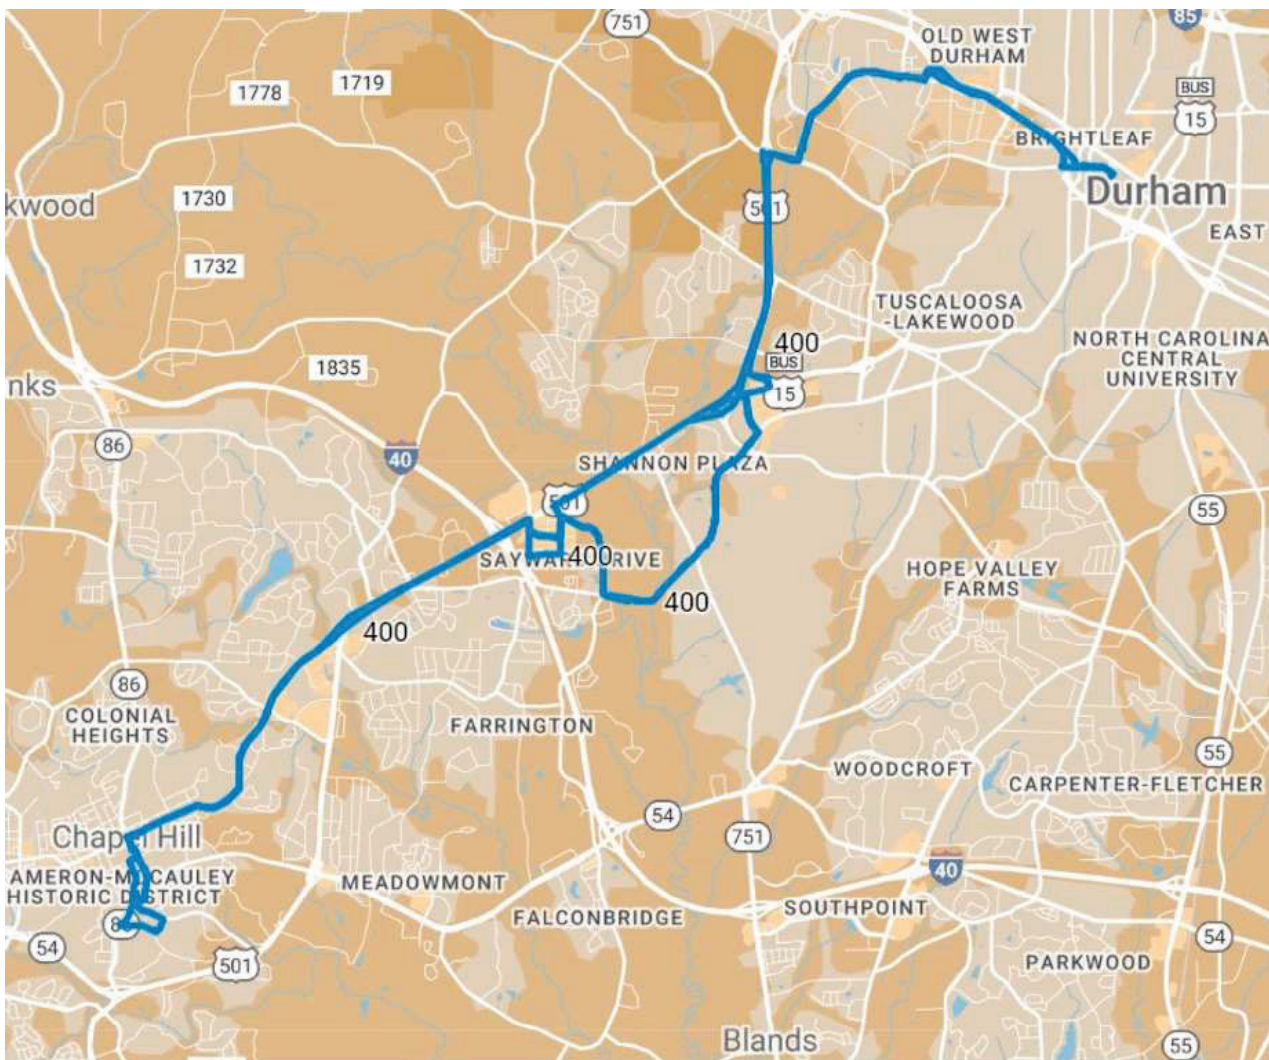 751
85
OLD WEST
DURHAM
1719
1778
BUS
15
BRIGHTLEAF
Durham
1730
kwood
501
EAST
1732
TUSCALOOSA
-LAKEWOOD
400
NORTH CAROLINA
CENTRAL
UNIVERSITY
BUS
15
1835
nks
86
40
SHANNON PLAZA
501
55
400
HOPE VALLEY
FARMS
400
400
86
COLONIAL
HEIGHTS
FARRINGTON
55
WOODCROFT
CARPENTER-FLETCHER
54
751
Chapel Hill
40
MEADOWMONT
HISTORIC DISTRICT
SOUTHPOINT
FALCONBRIDGE
54
54
501
PARKWOOD
Blands
55